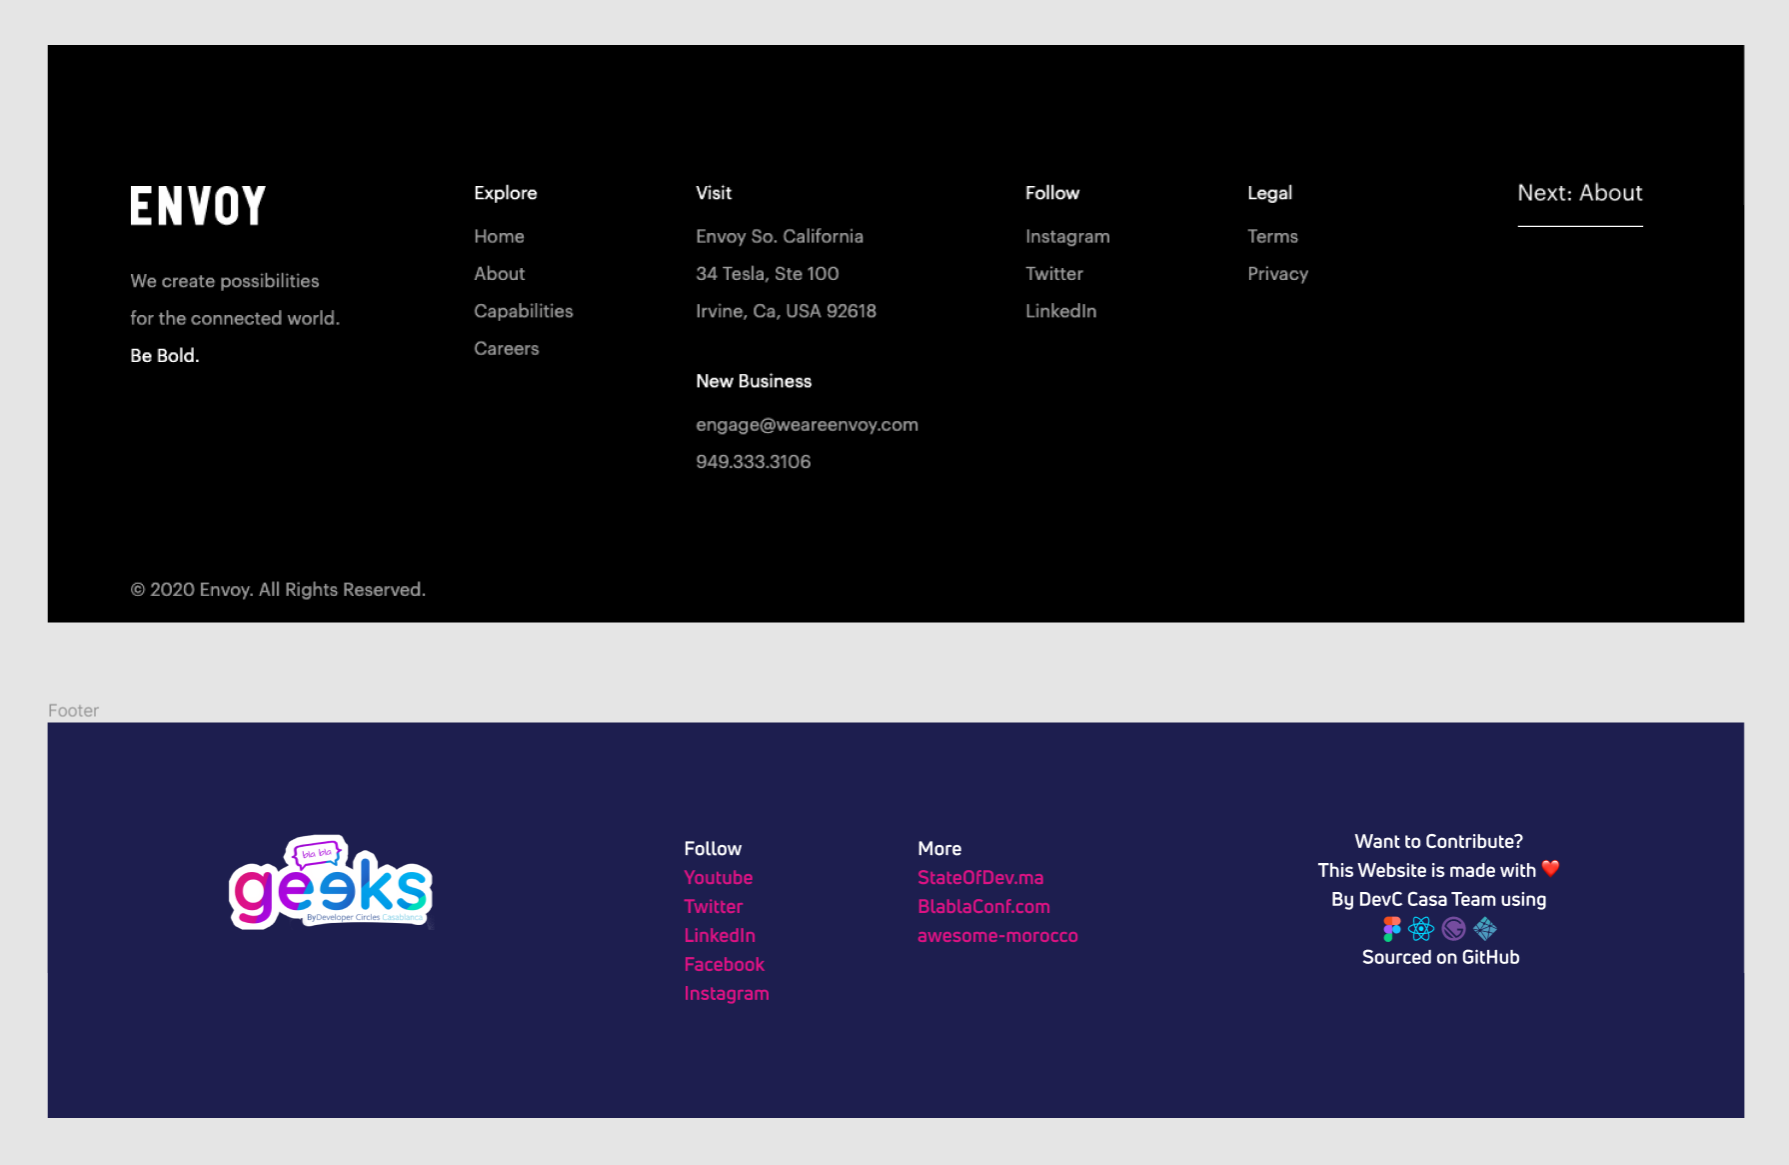 ENVOY
We create possibilities
for the connected world.
Be Bold.
Explore
Home
About
Capabilities
Careers
Visit
Envoy So. California
34 Tesla, Ste 100
Irvine, Ca, USA 92618
New Business
engage@weareenvoy.com
949.333.3106
Follow
Instagram
Twitter
LinkedIn
Legal
Terms
Privacy
Next: About
© 2020 Envoy. All Rights Reserved.
Footer
bla bla
geeks
ByDeveloper Circles Casablanca
Follow
Youtube
Twitter
LinkedIn
Facebook
Instagram
More
StateOfDev.ma
BlablaConf.com
awesome-morocco
Want to Contribute?
This Website is made with ❤️
By DevC Casa Team using
Sourced on GitHub